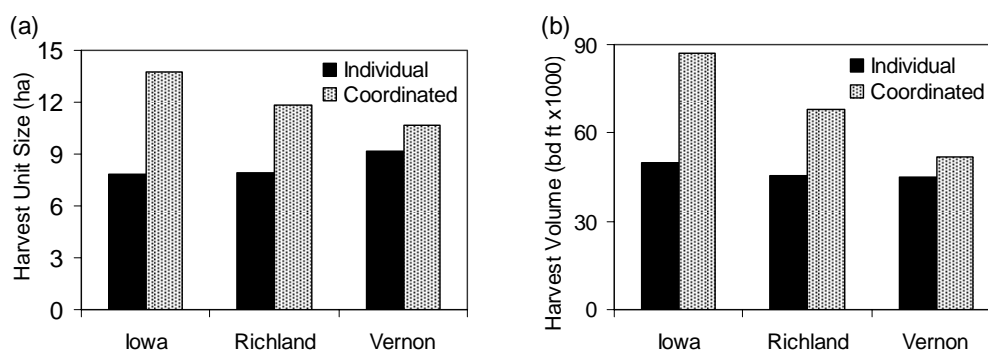 (a)
Harvest Unit Size (ha)
15
12
9
6
3
0
Individual
Coordinated
Iowa
Richland
Vernon
(b)
Harvest Volume (bd ft x1000)
90
60
30
0
Individual
Coordinated
Iowa
Richland
Vernon